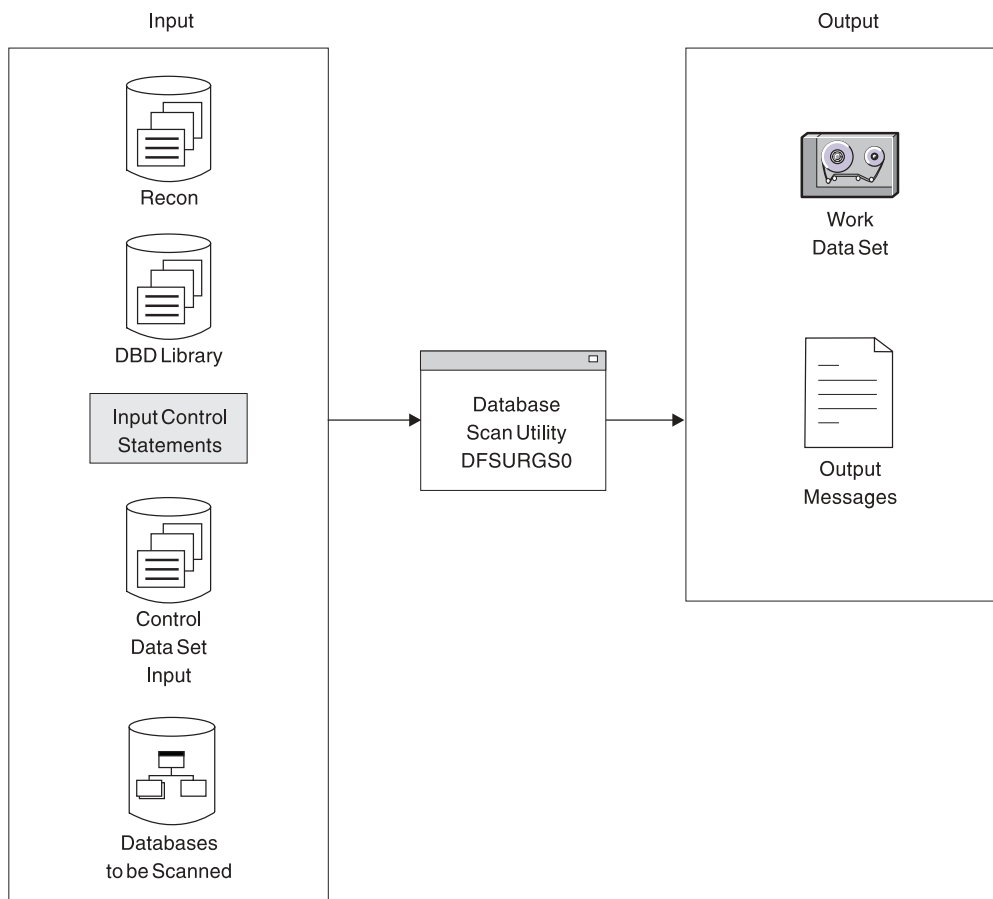 Input
Recon
DBD Library
Input Control
Statements
Control
Data Set
Input
Databases
to be Scanned
Database
Scan Utility
DFSURGS0
Output
Work
Data Set
Output
Messages